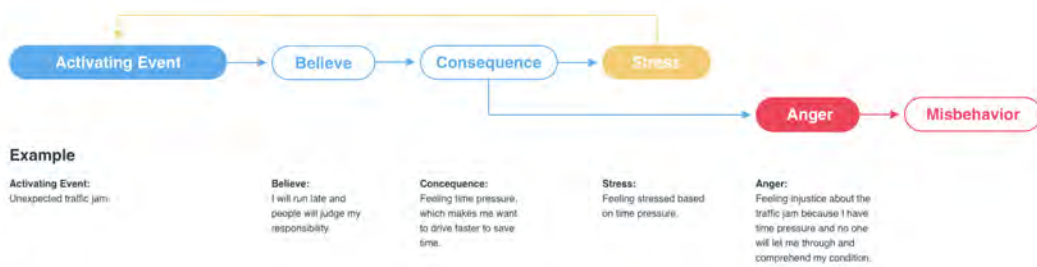 Activating Event
Believe
Consequence
Stress
Anger
Misbehavior
Example
Activating Event:
Unexpected traffic jam.
Believe:
I will run late and
people will judge my
responsibility.
Concequence:
Feeling time pressure,
which makes me want
to drive faster to save
time.
Stress:
Feeling stressed based
on time pressure.
Anger:
Feeling injustice about the
traffic jam because I have
time pressure and no one
will let me through and
comprehend my condition.